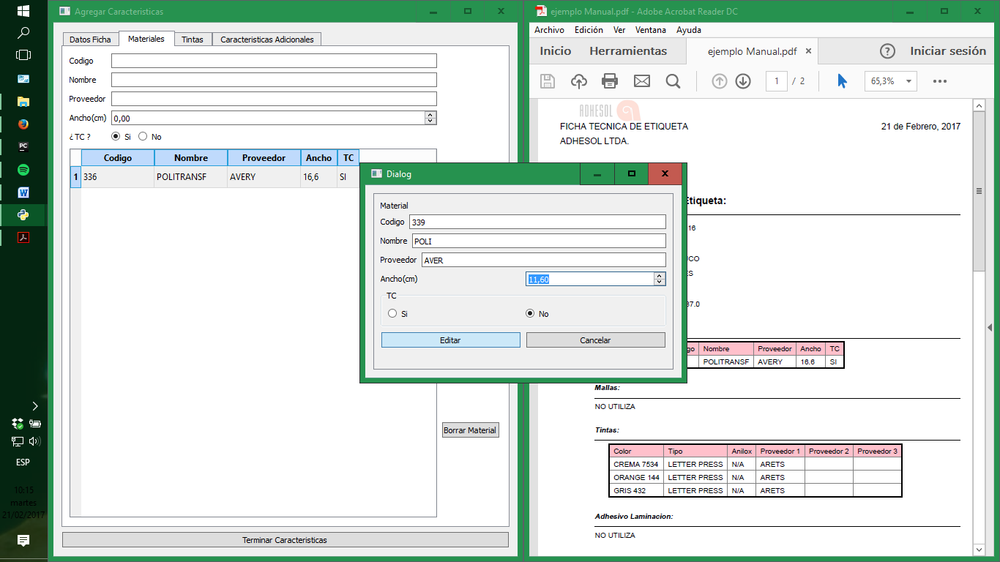 Agregar Caracteristicas
Datos Ficha Materiales Tintas Caracteristicas Adicionales
Codigo
Nombre
Proveedor
Ancho(cm) 0,00
¿ TC ? Si No
Codigo Nombre Proveedor Ancho TC
1 336 POLITRANSF AVERY 16,6 SI
Borrar Material
Terminar Caracteristicas
Dialog
Material
Codigo 339
Nombre POLI
Proveedor AVER
Ancho(cm) 11,60
TC
Si No
Editar Cancelar
ejemplo Manual.pdf - Adobe Acrobat Reader DC
Archivo Edición Ver Ventana Ayuda
Inicio Herramientas ejemplo Manual.pdf × Iniciar sesión
1 / 2 65,3%
ADHESOL
FICHA TECNICA DE ETIQUETA 21 de Febrero, 2017
ADHESOL LTDA.
Etiqueta:
16
ICO
ES
37.0
go Nombre Proveedor Ancho TC
POLITRANSF AVERY 16.6 SI
Mallas:
NO UTILIZA
Tintas:
Color Tipo Anilox Proveedor 1 Proveedor 2 Proveedor 3
CREMA 7534 LETTER PRESS N/A ARETS
ORANGE 144 LETTER PRESS N/A ARETS
GRIS 432 LETTER PRESS N/A ARETS
Adhesivo Laminacion:
NO UTILIZA
PC
W
ESP
10:15
martes
21/02/2017